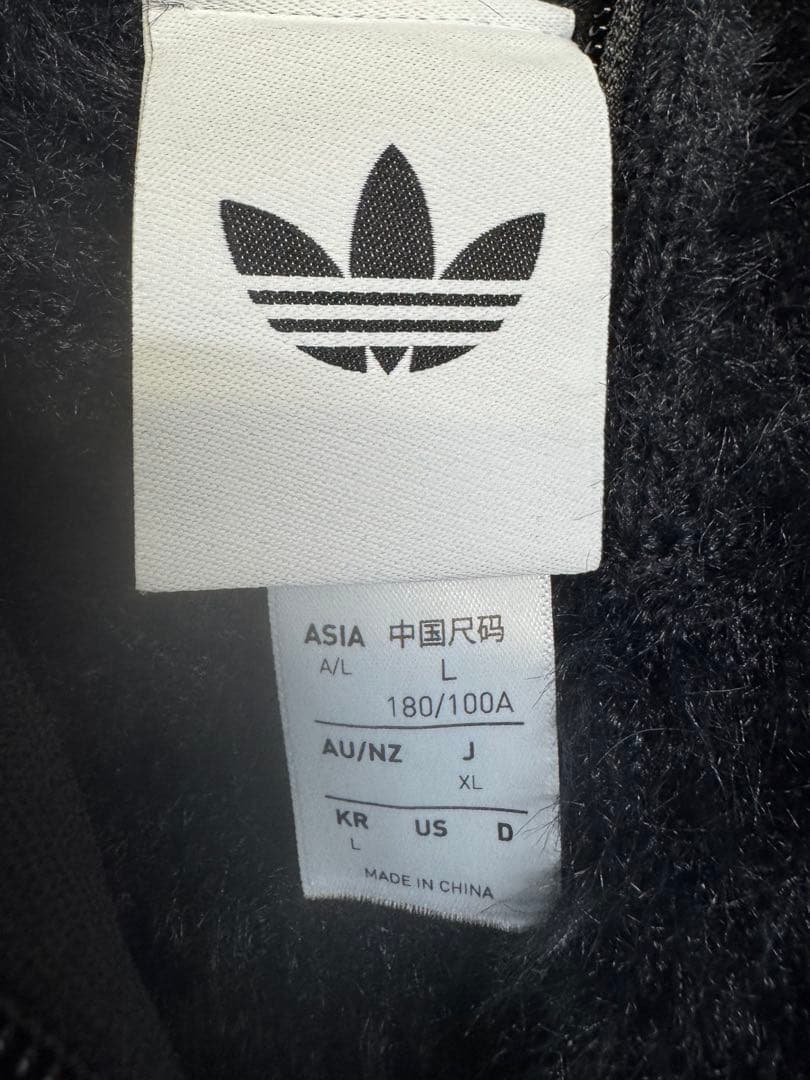 ASIA 中国尺码
A/L L
180/100A
AU/NZ J
XL
KR US D
L
MADE IN CHINA